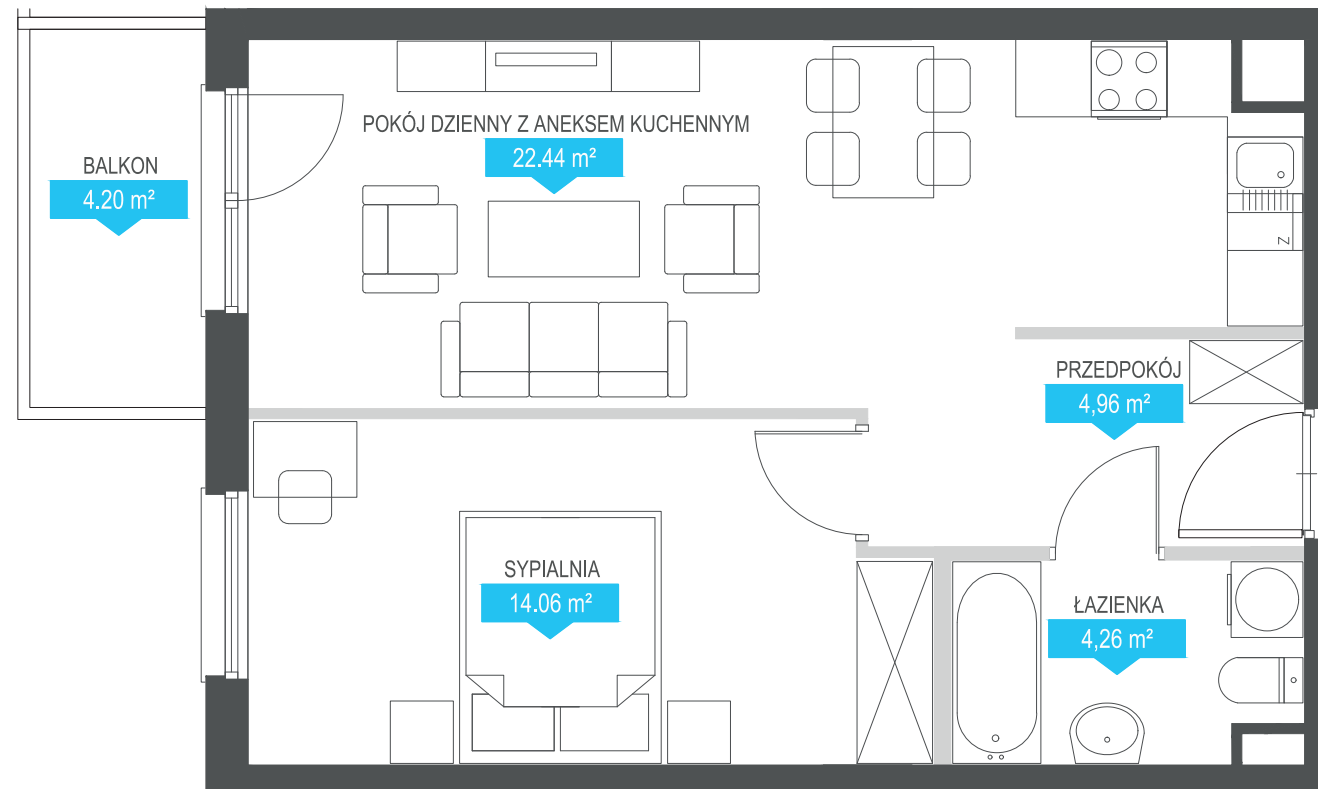 POKÓJ DZIENNY Z ANEKSEM KUCHENNYM
22.44 m²
BALKON
4.20 m²
Z
PRZEDPOKÓJ
4,96 m²
SYPIALNIA
14.06 m²
ŁAZIENKA
4,26 m²